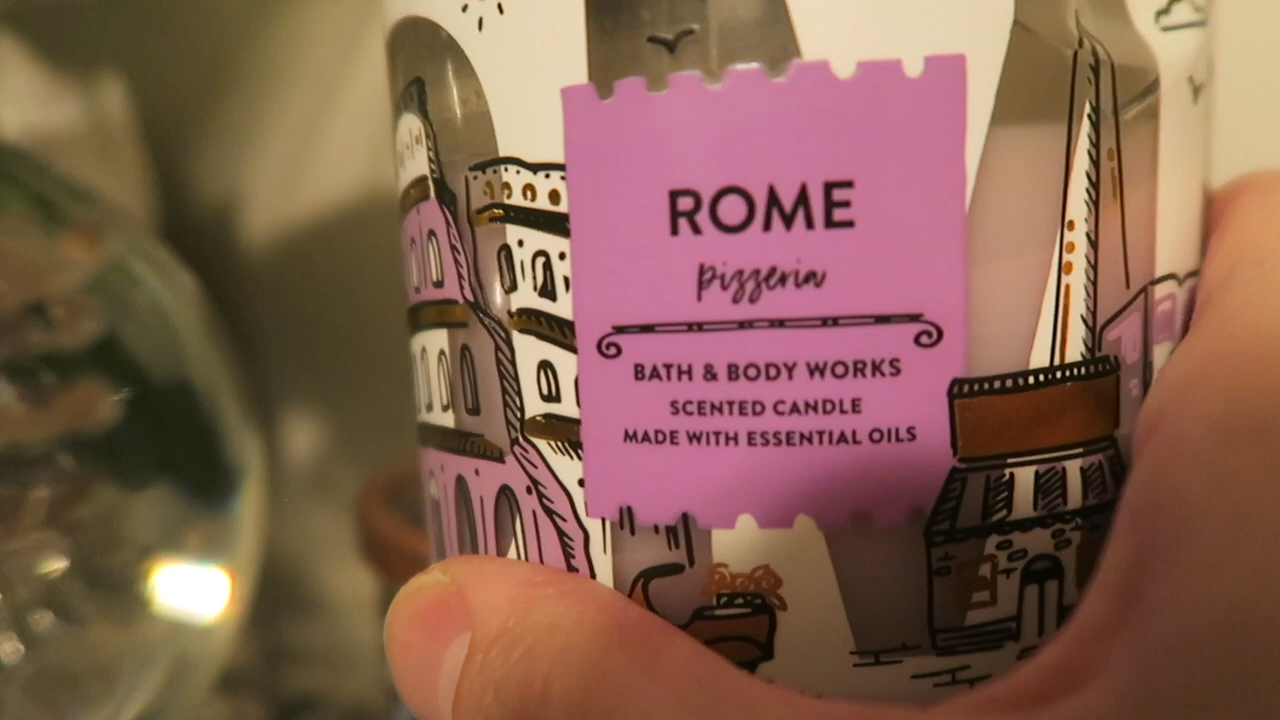 ROME
pizzeria
BATH & BODY WORKS
SCENTED CANDLE
MADE WITH ESSENTIAL OILS